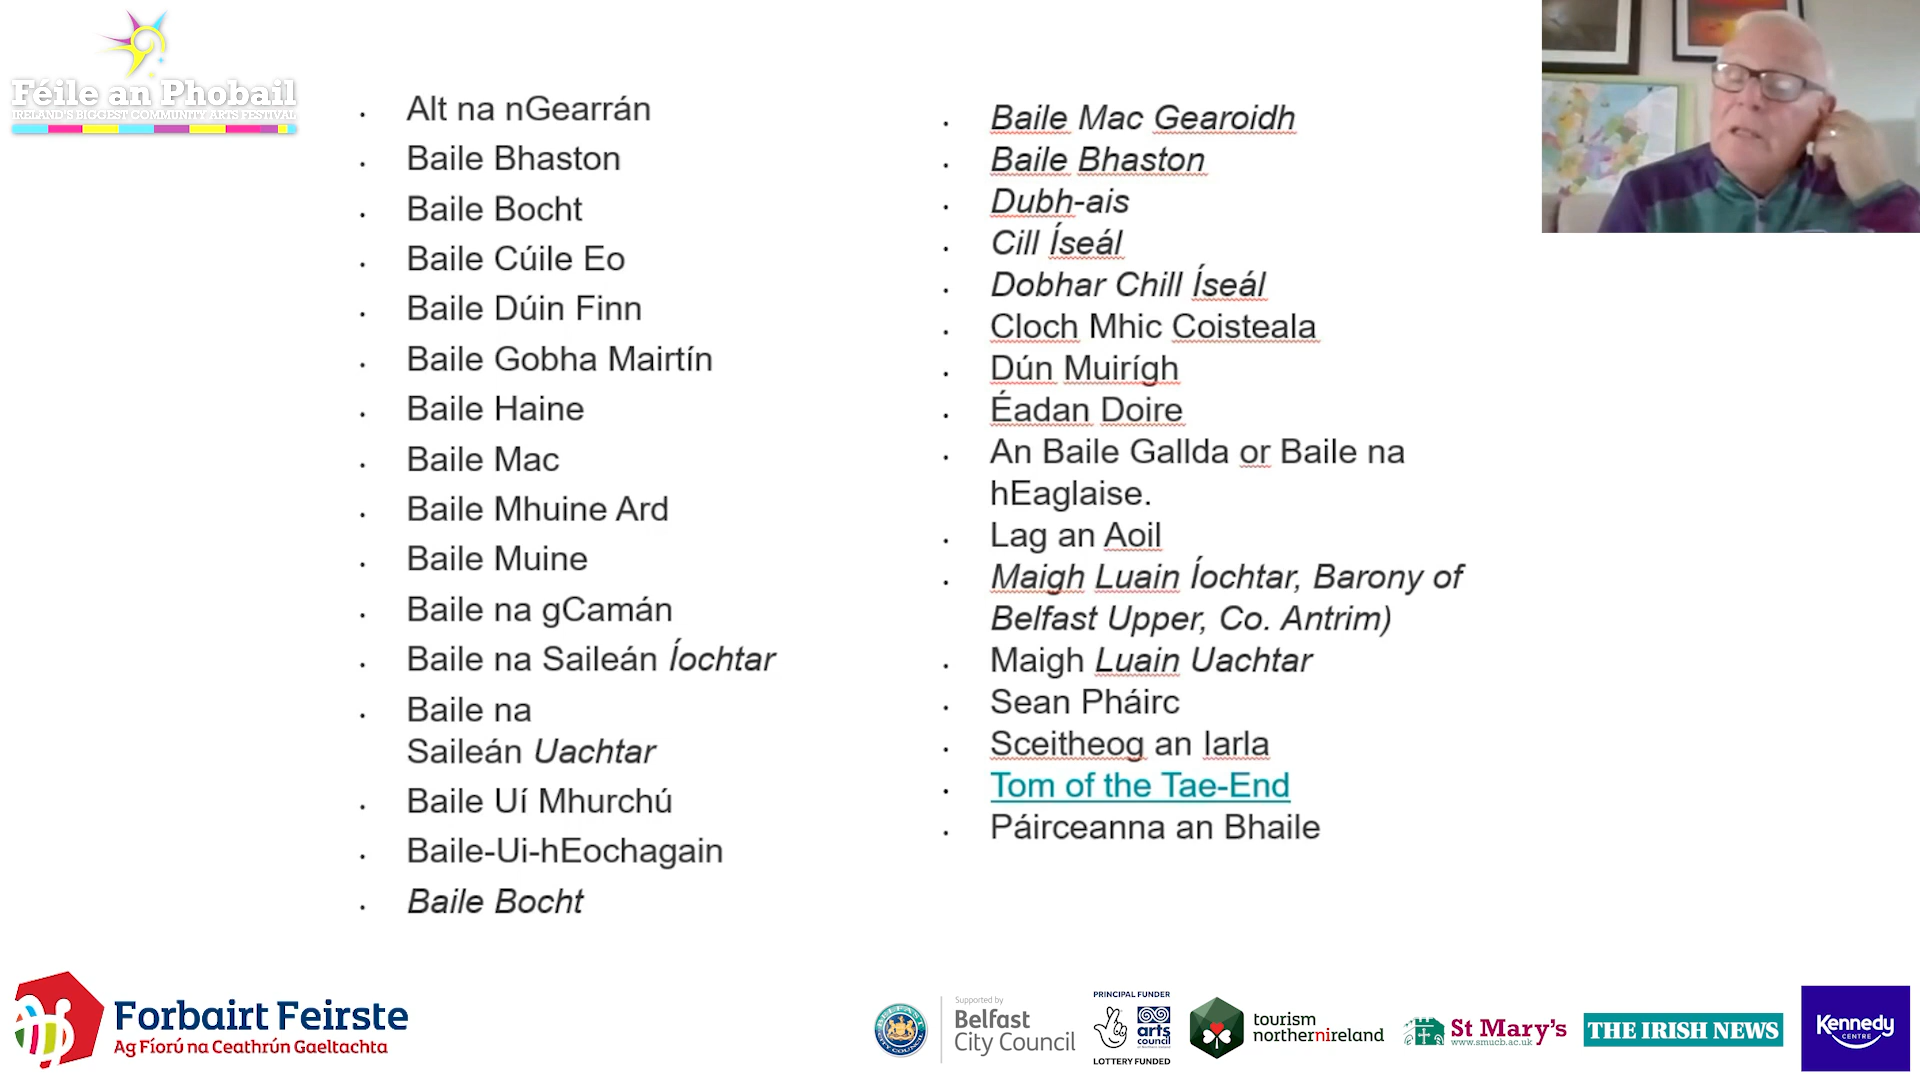 Féile an Phobail
IRELAND'S BIGGEST COMMUNITY ARTS FESTIVAL
Alt na nGearrán
Baile Bhaston
Baile Bocht
Baile Cúile Eo
Baile Dúin Finn
Baile Gobha Mairtín
Baile Haine
Baile Mac
Baile Mhuine Ard
Baile Muine
Baile na gCamán
Baile na Saileán Íochtar
Baile na
Saileán Uachtar
Baile Uí Mhurchú
Baile-Ui-hEochagain
Baile Bocht
Baile Mac Gearoidh
Baile Bhaston
Dubh-ais
Cill Íseál
Dobhar Chill Íseál
Cloch Mhic Coisteala
Dún Muirígh
Éadan Doire
An Baile Gallda or Baile na
hEaglaise.
Lag an Aoil
Maigh Luain Íochtar, Barony of
Belfast Upper, Co. Antrim)
Maigh Luain Uachtar
Sean Pháirc
Sceitheog an Iarla
Tom of the Tae-End
Páirceanna an Bhaile
Forbairt Feirste
Ag Fíorú na Ceathrún Gaeltachta
Supported by
Belfast
City Council
PRINCIPAL FUNDER
arts
council
LOTTERY FUNDED
tourism
northernireland
St Mary's
www.smucb.ac.uk
THE IRISH NEWS
Kennedy
CENTRE